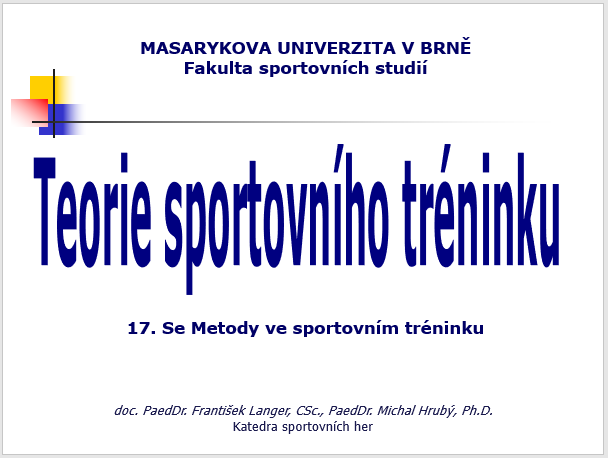 MASARYKOVA UNIVERZITA V BRNĚ
Fakulta sportovních studií
Teorie sportovního tréninku
17. Se Metody ve sportovním tréninku
doc. PaedDr. František Langer, CSc., PaedDr. Michal Hrubý, Ph.D.
Katedra sportovních her